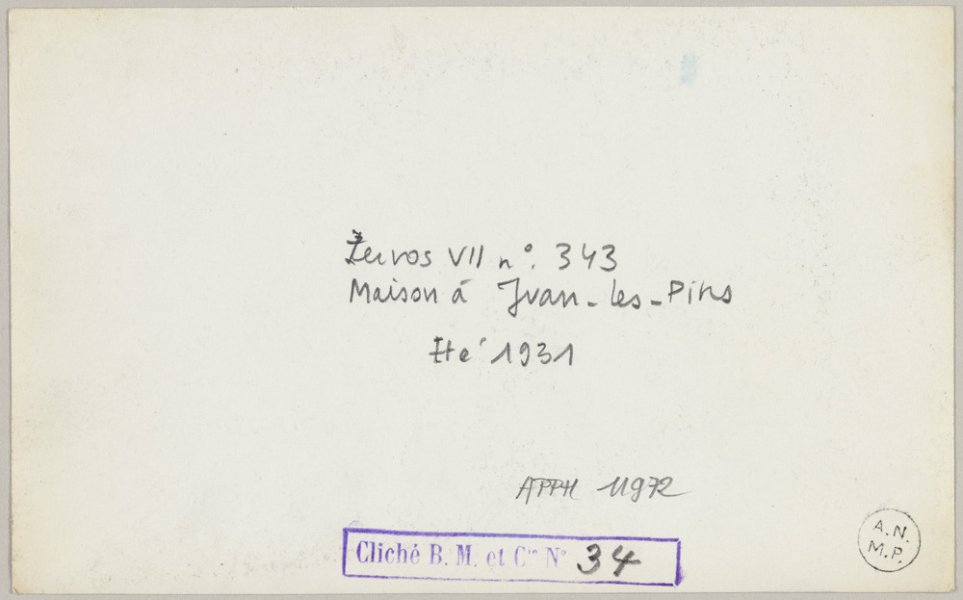 Zervos VII n°. 343
Maison à Juan-les-Pins
Eté 1931
APPH 11972
Cliché B. M. et Cie N° 34
A.N.
M.P.